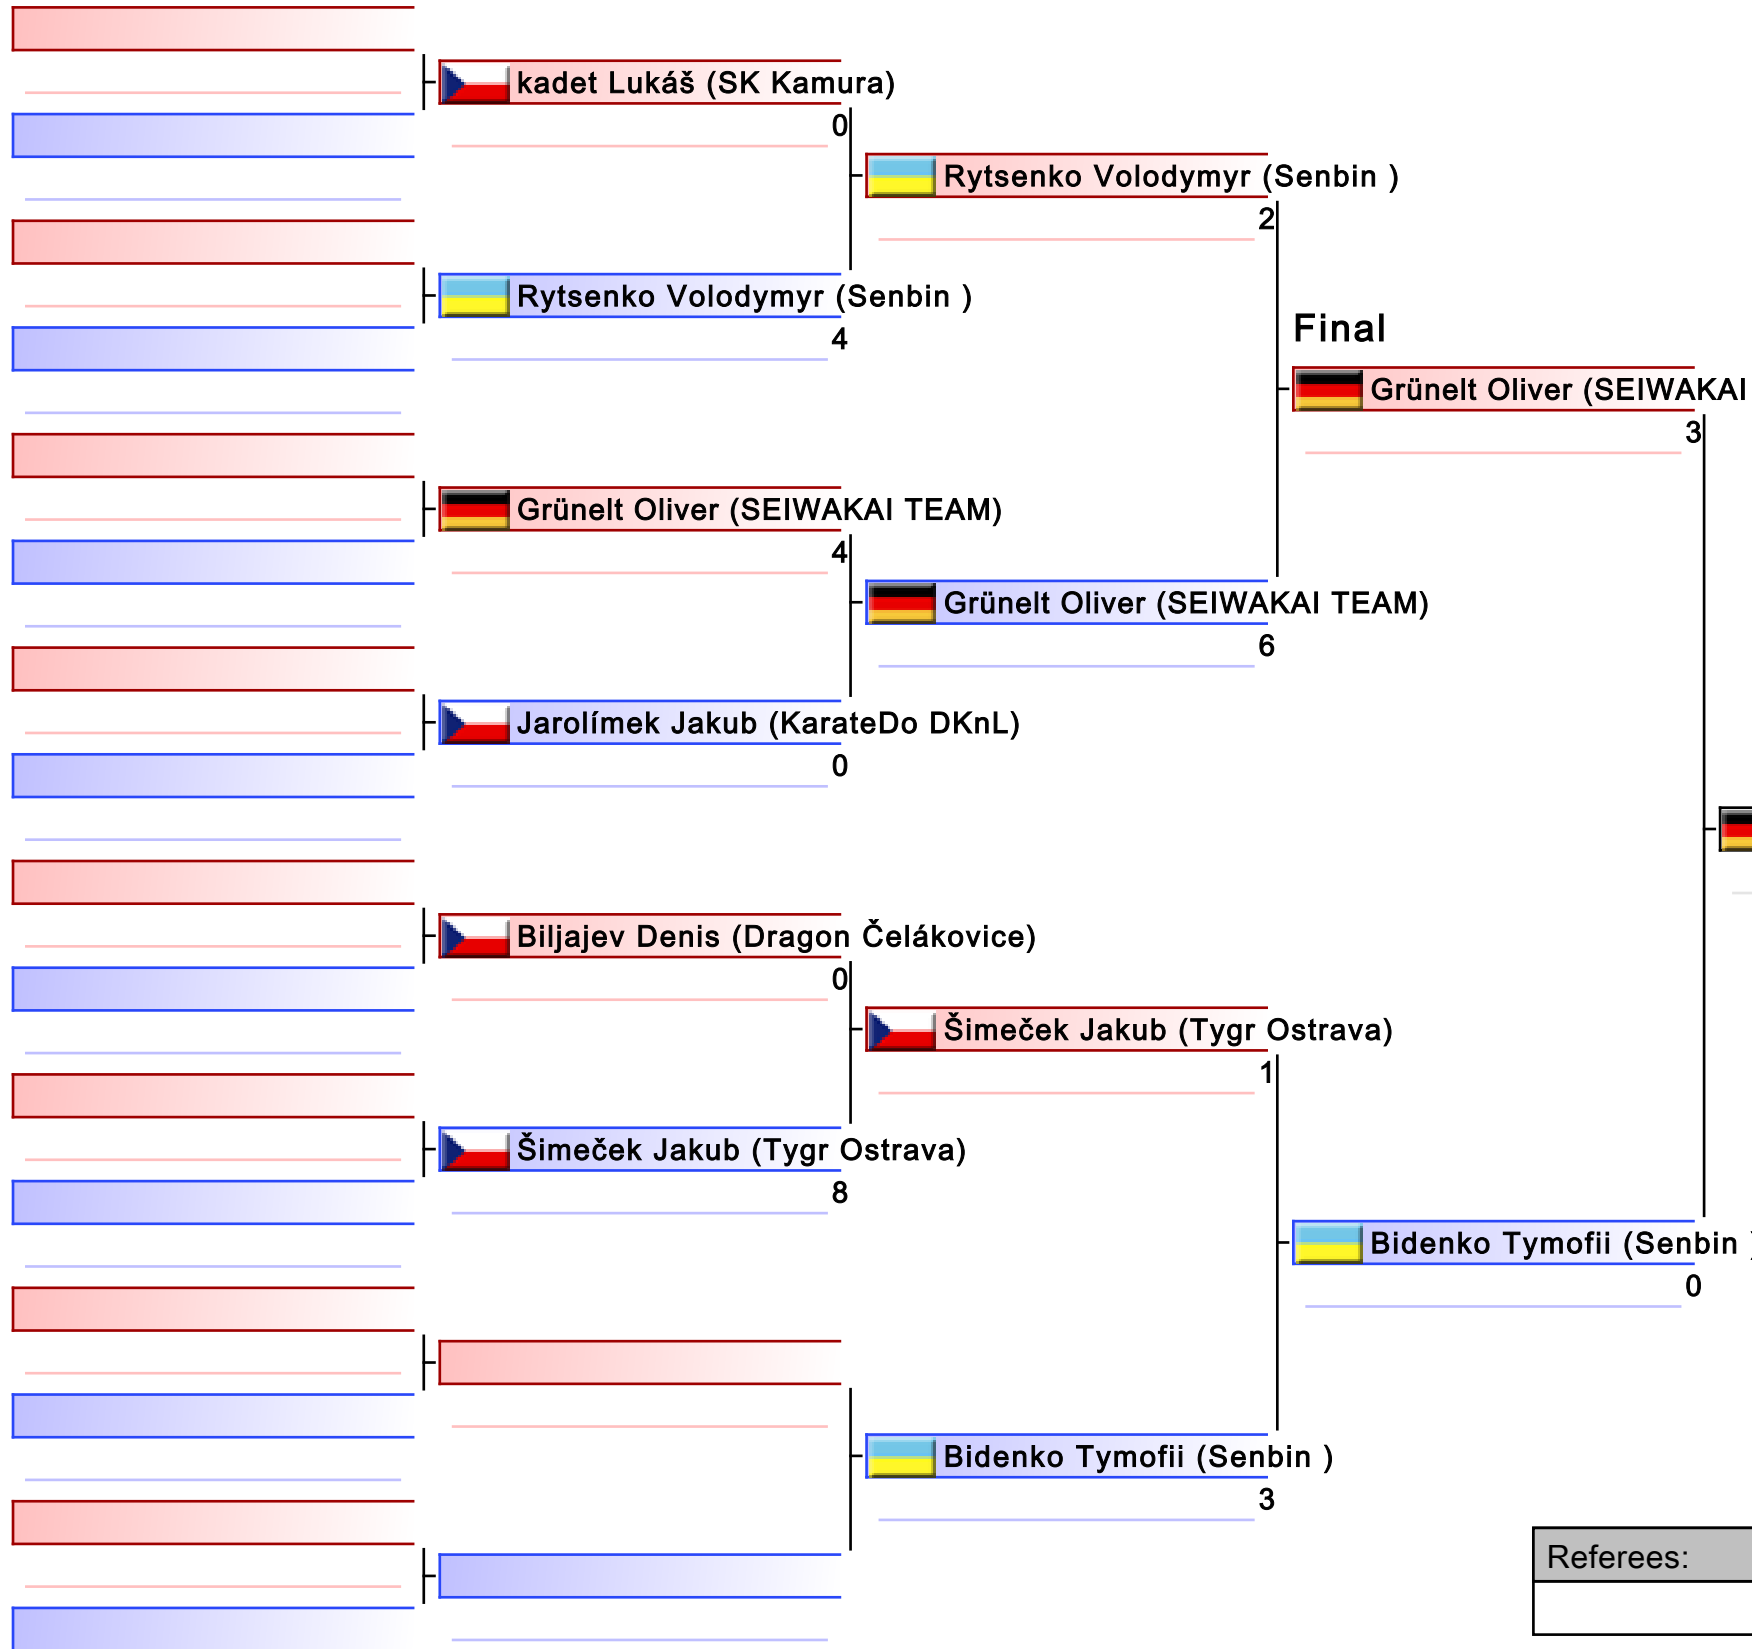 kadet Lukáš (SK Kamura)
0
Rytsenko Volodymyr (Senbin )
2
Rytsenko Volodymyr (Senbin )
4
Final
Grünelt Oliver (SEIWAKAI
3
Grünelt Oliver (SEIWAKAI TEAM)
4
Grünelt Oliver (SEIWAKAI TEAM)
6
Jarolímek Jakub (KarateDo DKnL)
0
Biljajev Denis (Dragon Čelákovice)
0
Šimeček Jakub (Tygr Ostrava)
1
Šimeček Jakub (Tygr Ostrava)
8
Bidenko Tymofii (Senbin )
0
Bidenko Tymofii (Senbin )
3
Referees: